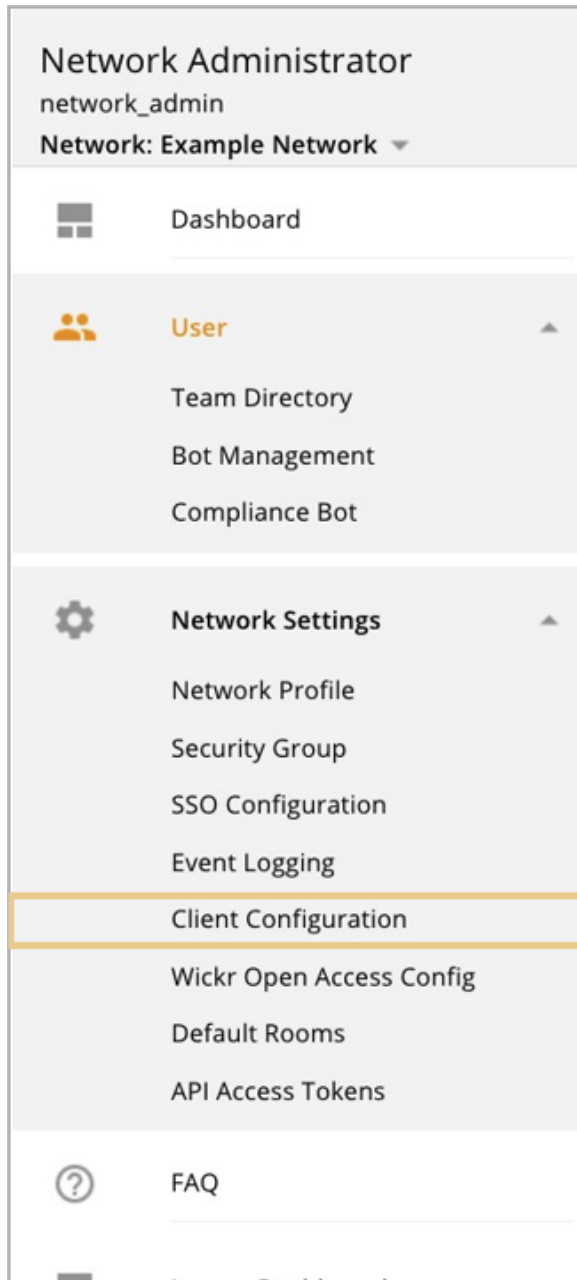 Network Administrator
network_admin
Network: Example Network
Dashboard
User
Team Directory
Bot Management
Compliance Bot
Network Settings
Network Profile
Security Group
SSO Configuration
Event Logging
Client Configuration
Wickr Open Access Config
Default Rooms
API Access Tokens
FAQ